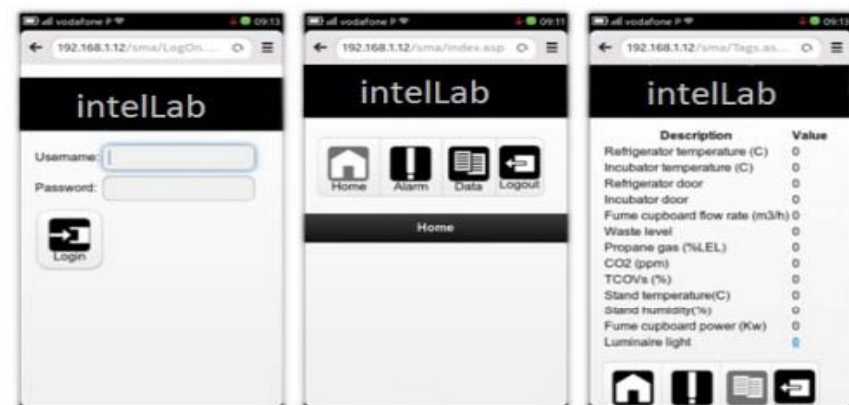 vodafone P 09:13
192.168.1.12/sma/LogOn....
intelLab
Username:
Password:
Login
vodafone P 09:11
192.168.1.12/sma/index.asp
intelLab
Home Alarm Data Logout
Home
vodafone P 09:13
192.168.1.12/sma/Tags.as...
intelLab
Description Value
Refrigerator temperature (C) 0
Incubator temperature (C) 0
Refrigerator door 0
Incubator door 0
Fume cupboard flow rate (m3/h) 0
Waste level 0
Propane gas (%LEL) 0
CO2 (ppm) 0
TCOVs (%) 0
Stand temperature(C) 0
Stand humidity(%) 0
Fume cupboard power (Kw) 0
Luminaire light 0